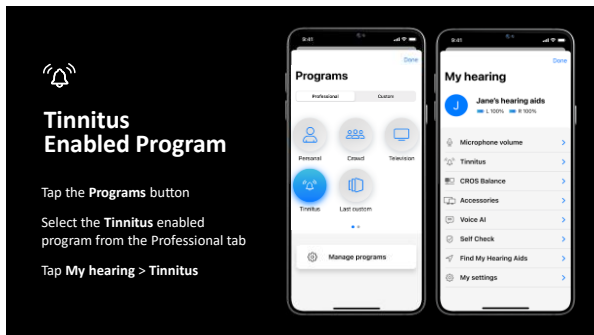 Tinnitus
Enabled Program
Tap the Programs button
Select the Tinnitus enabled
program from the Professional tab
Tap My hearing > Tinnitus
9:41
Done
Programs
Professional
Custom
Personal
Crowd
Television
Tinnitus
Last custom
Manage programs
9:41
Done
My hearing
J
Jane's hearing aids
L 100%
R 100%
Microphone volume
Tinnitus
CROS Balance
Accessories
Voice AI
Self Check
Find My Hearing Aids
My settings